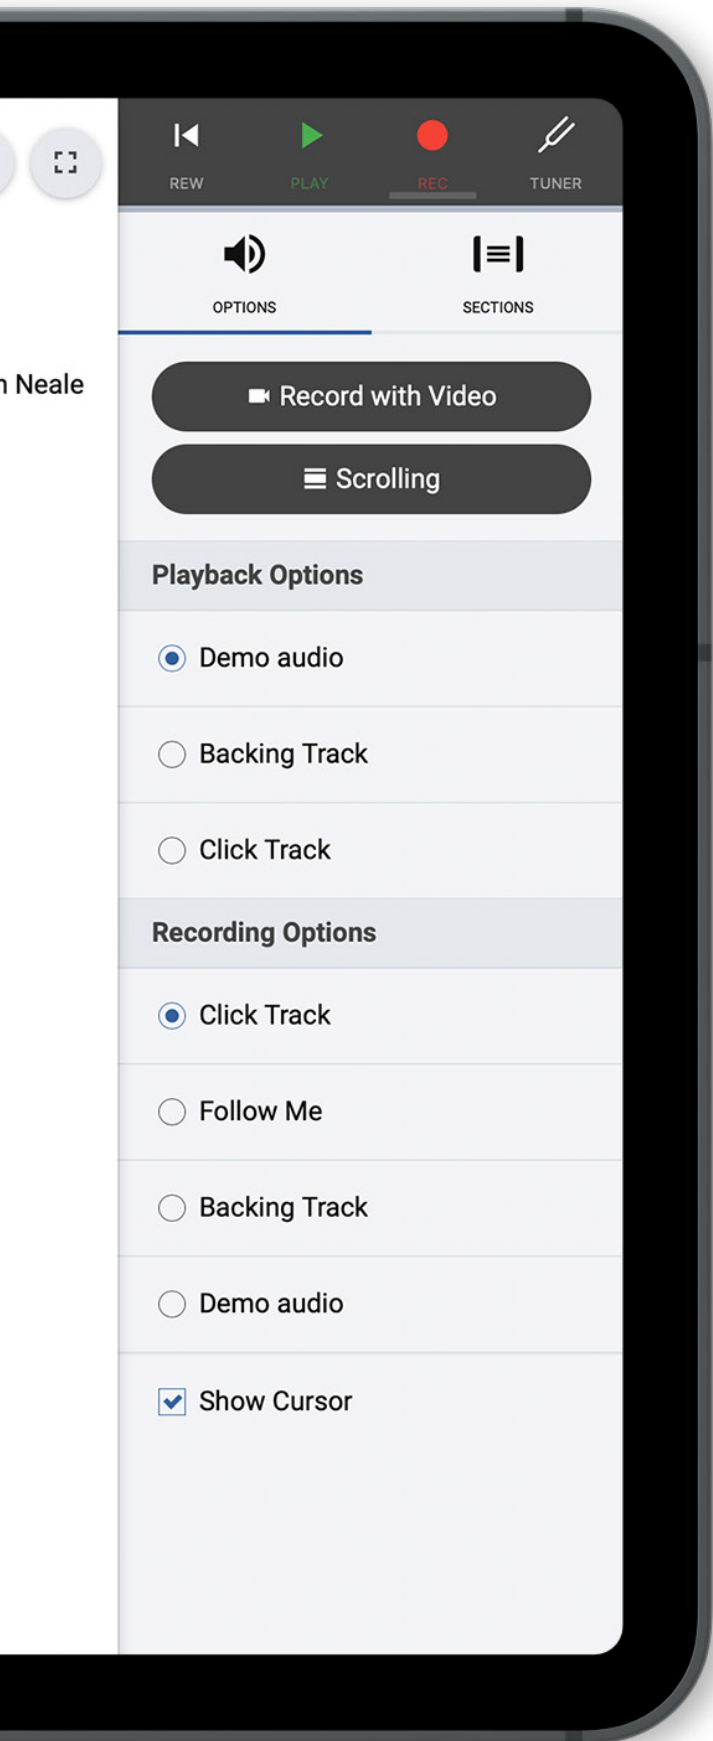 REW PLAY REC TUNER
OPTIONS SECTIONS
Neale
Record with Video
Scrolling
Playback Options
Demo audio
Backing Track
Click Track
Recording Options
Click Track
Follow Me
Backing Track
Demo audio
Show Cursor